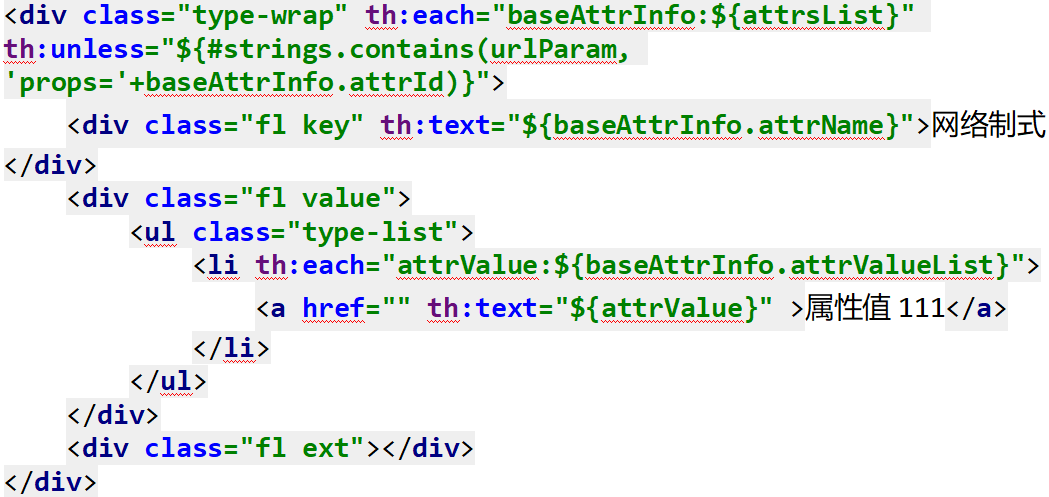 <div class="type-wrap" th:each="baseAttrInfo:${attrsList}"
th:unless="${#strings.contains(urlParam,
'props='+baseAttrInfo.attrId)}">
    <div class="fl key" th:text="${baseAttrInfo.attrName}">网络制式
</div>
    <div class="fl value">
        <ul class="type-list">
            <li th:each="attrValue:${baseAttrInfo.attrValueList}">
                <a href="" th:text="${attrValue}" >属性值 111</a>
            </li>
        </ul>
    </div>
    <div class="fl ext"></div>
</div>